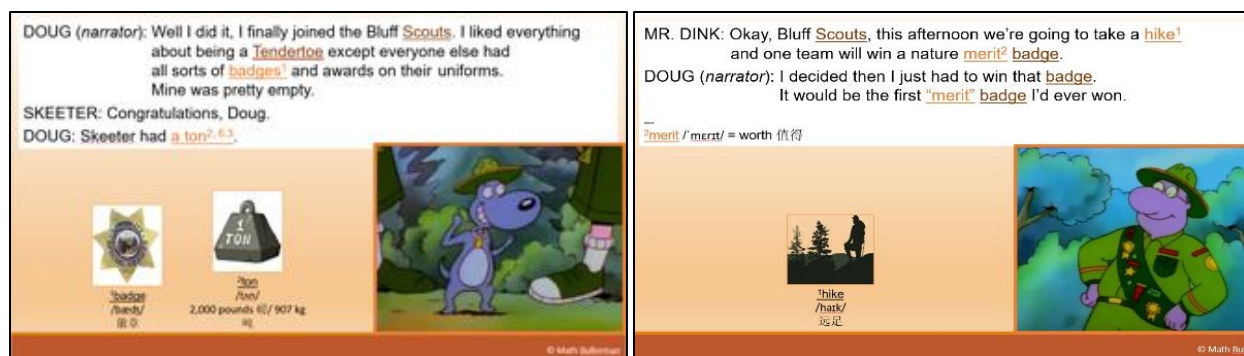 DOUG (narrator): Well I did it, I finally joined the Bluff Scouts. I liked everything
about being a Tendertoe except everyone else had
all sorts of badges¹ and awards on their uniforms.
Mine was pretty empty.
SKEETER: Congratulations, Doug.
DOUG: Skeeter had a ton², ⁶·³.
1
TON
¹badge
/bædʒ/
徽章
²ton
/tʌn/
2,000 pounds 磅/ 907 kg
吨
© Math Bullerman
MR. DINK: Okay, Bluff Scouts, this afternoon we're going to take a hike¹
and one team will win a nature merit² badge.
DOUG (narrator): I decided then I just had to win that badge.
It would be the first "merit" badge I'd ever won.
²merit /ˈmɛrɪt/ = worth 值得
¹hike
/haɪk/
远足
© Math Bu